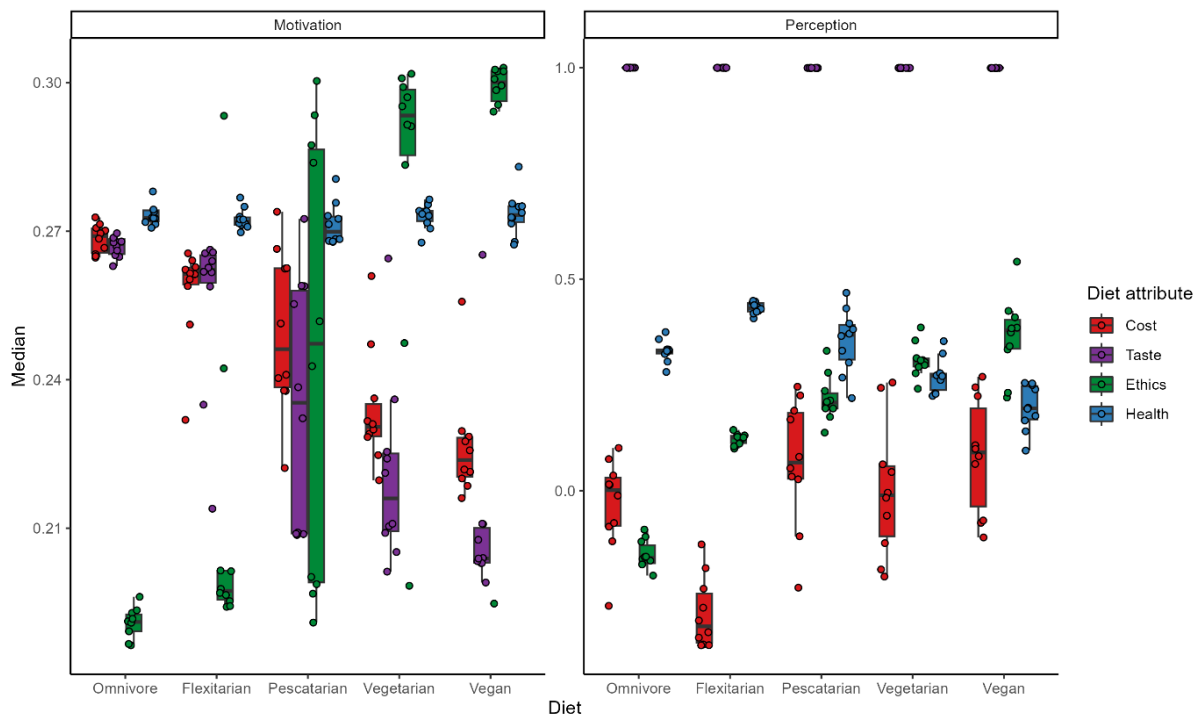 Motivation
Perception
Median
0.30
0.27
0.24
0.21
1.0
0.5
0.0
Omnivore Flexitarian Pescatarian Vegetarian Vegan
Omnivore Flexitarian Pescatarian Vegetarian Vegan
Diet
Diet attribute
Cost
Taste
Ethics
Health